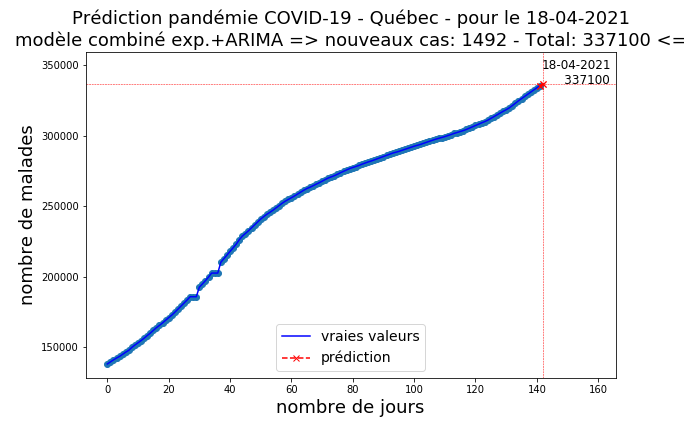 Prédiction pandémie COVID-19 - Québec - pour le 18-04-2021
modèle combiné exp.+ARIMA => nouveaux cas: 1492 - Total: 337100 <=
350000
300000
250000
200000
150000
nombre de malades
18-04-2021
337100
vraies valeurs
prédiction
0 20 40 60 80 100 120 140 160
nombre de jours